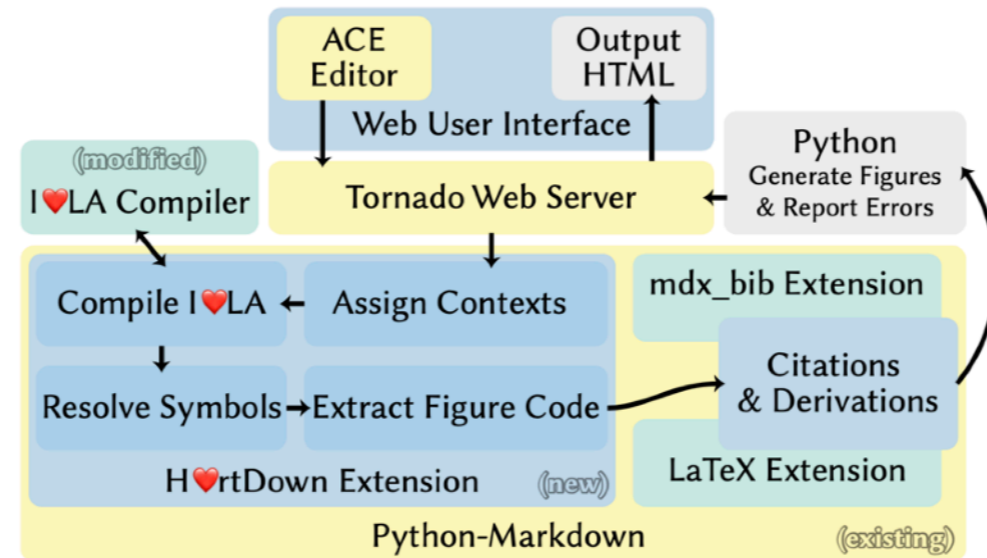 ACE
Editor
Output
HTML
Web User Interface
(modified)
I❤️LA Compiler
Tornado Web Server
Python
Generate Figures
& Report Errors
Compile I❤️LA
Assign Contexts
mdx_bib Extension
Resolve Symbols
Extract Figure Code
Citations
& Derivations
H❤️rtDown Extension
(new)
LaTeX Extension
Python-Markdown
(existing)